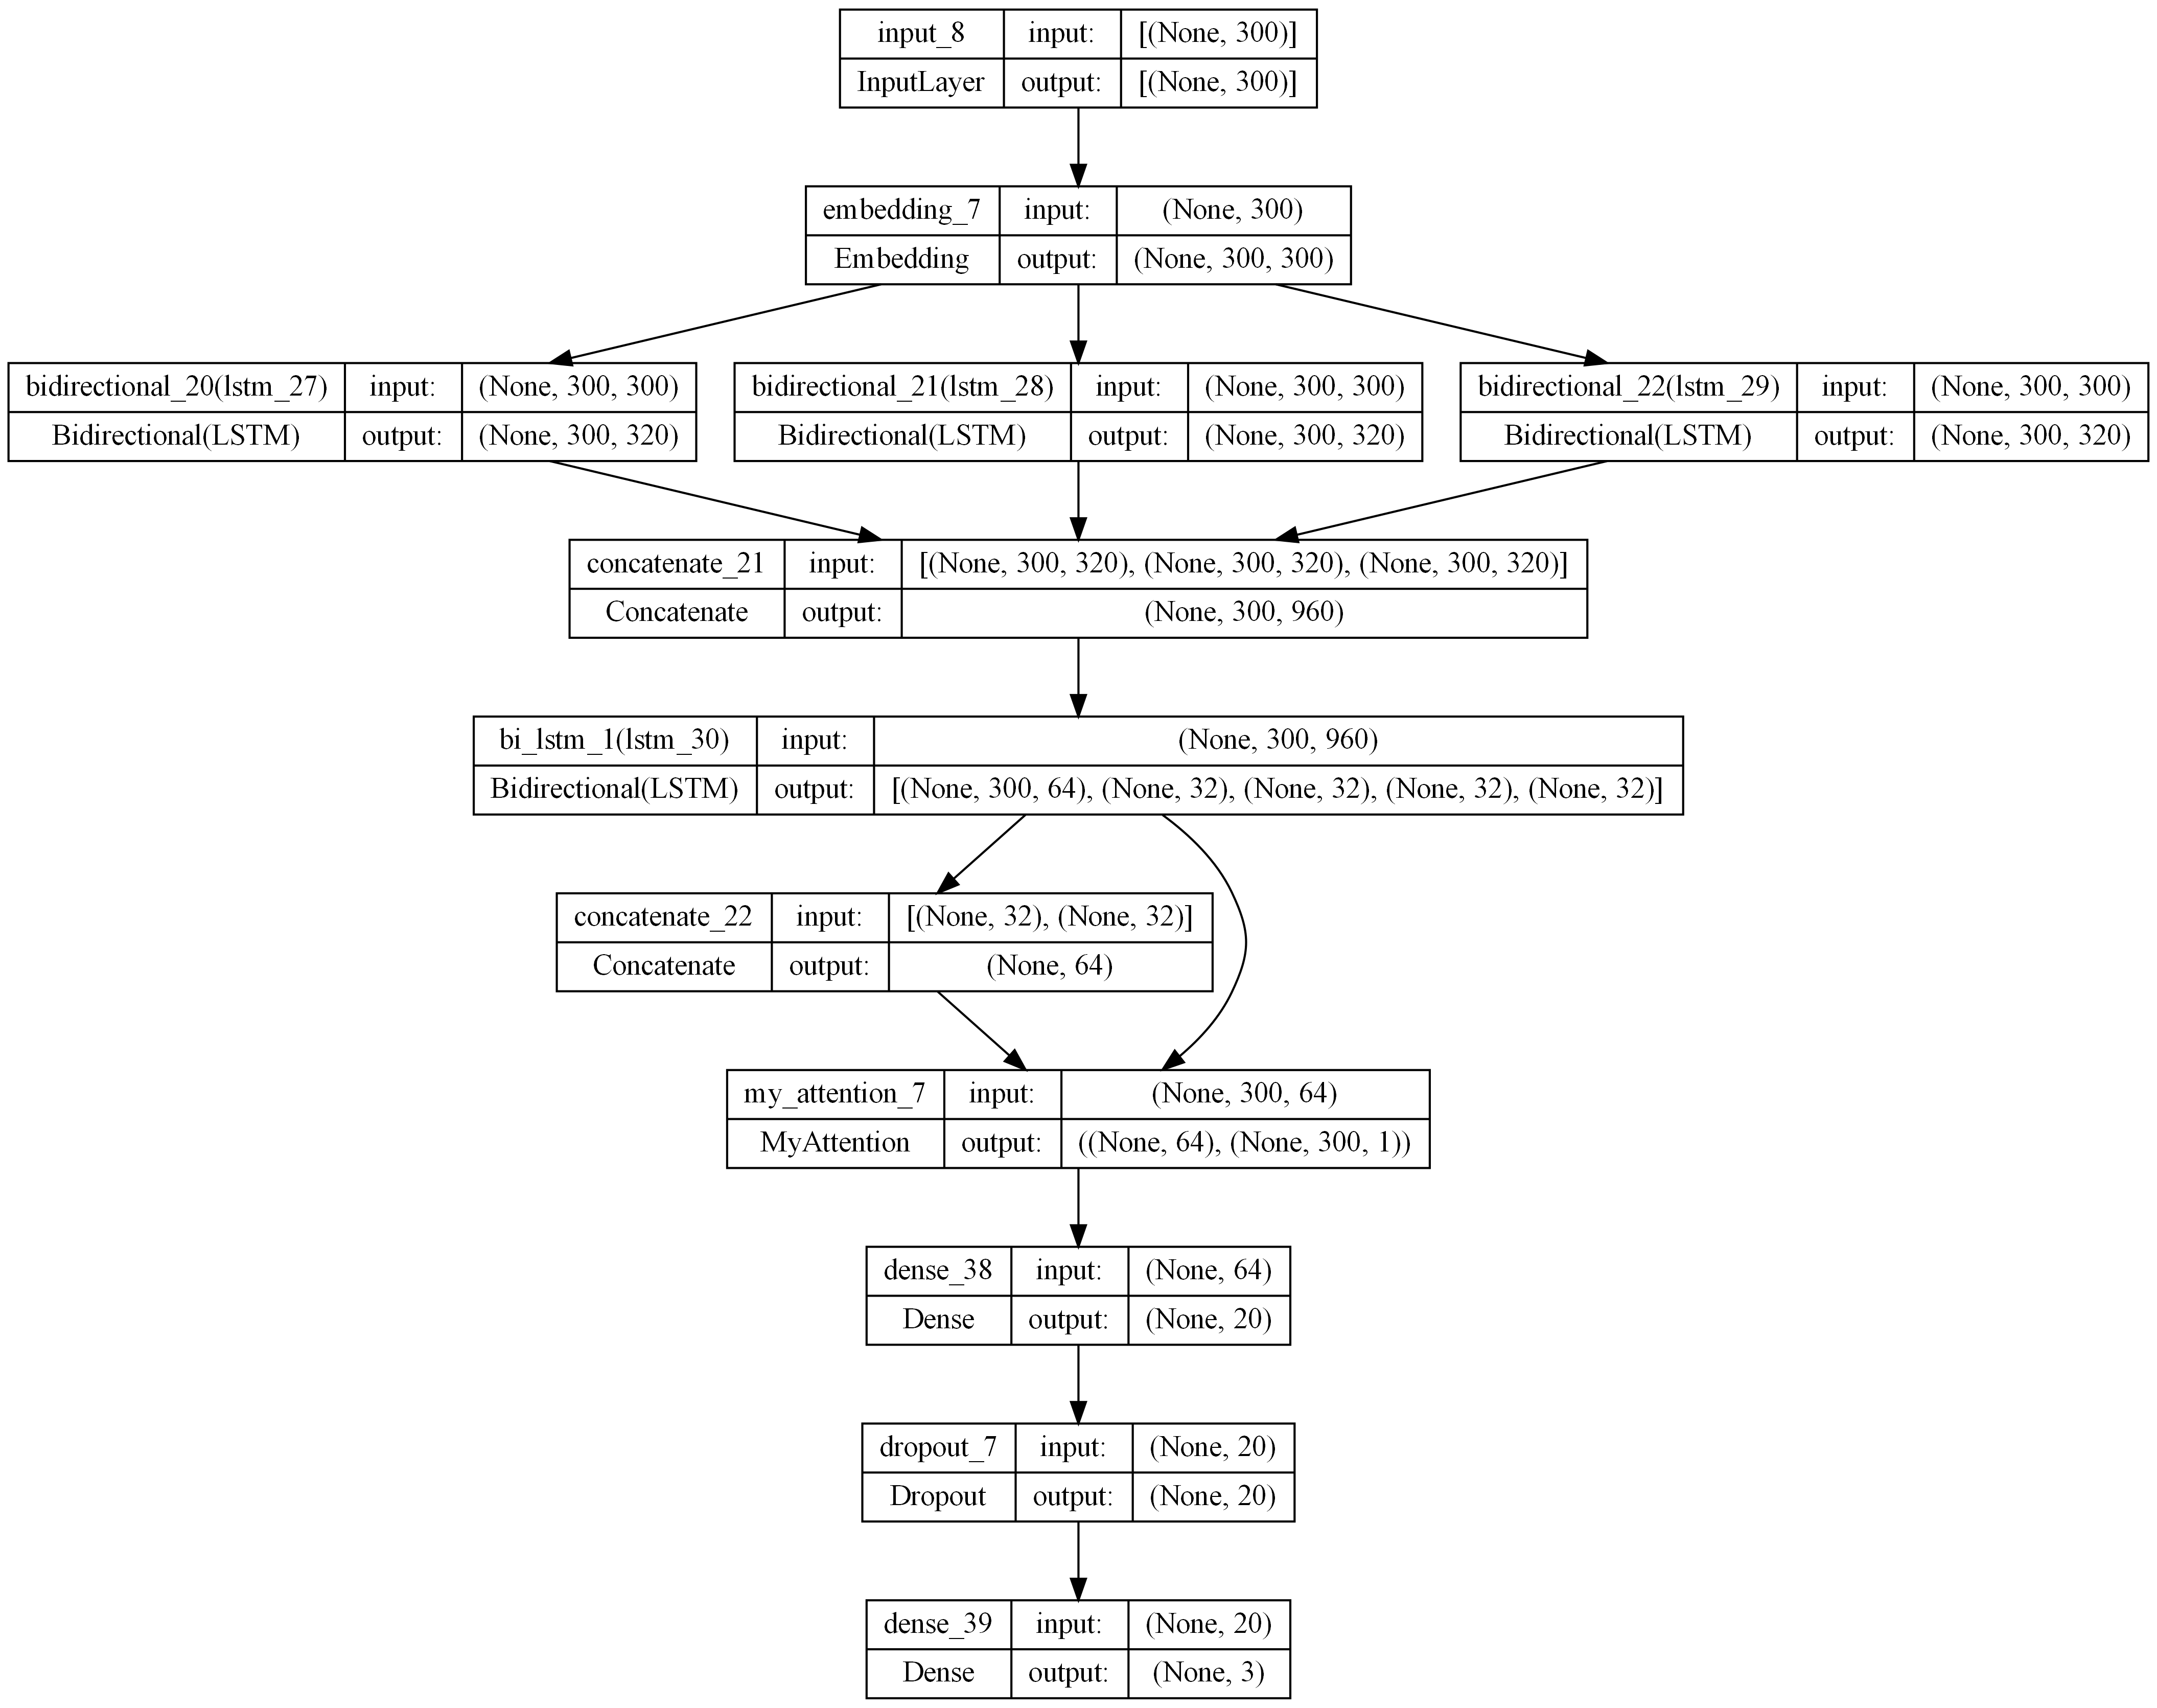 input_8 input: [(None, 300)]
InputLayer output: [(None, 300)]
embedding_7 input: (None, 300)
Embedding output: (None, 300, 300)
bidirectional_20(lstm_27) input: (None, 300, 300)
Bidirectional(LSTM) output: (None, 300, 320)
bidirectional_21(lstm_28) input: (None, 300, 300)
Bidirectional(LSTM) output: (None, 300, 320)
bidirectional_22(lstm_29) input: (None, 300, 300)
Bidirectional(LSTM) output: (None, 300, 320)
concatenate_21 input: [(None, 300, 320), (None, 300, 320), (None, 300, 320)]
Concatenate output: (None, 300, 960)
bi_lstm_1(lstm_30) input: (None, 300, 960)
Bidirectional(LSTM) output: [(None, 300, 64), (None, 32), (None, 32), (None, 32), (None, 32)]
concatenate_22 input: [(None, 32), (None, 32)]
Concatenate output: (None, 64)
my_attention_7 input: (None, 300, 64)
MyAttention output: ((None, 64), (None, 300, 1))
dense_38 input: (None, 64)
Dense output: (None, 20)
dropout_7 input: (None, 20)
Dropout output: (None, 20)
dense_39 input: (None, 20)
Dense output: (None, 3)